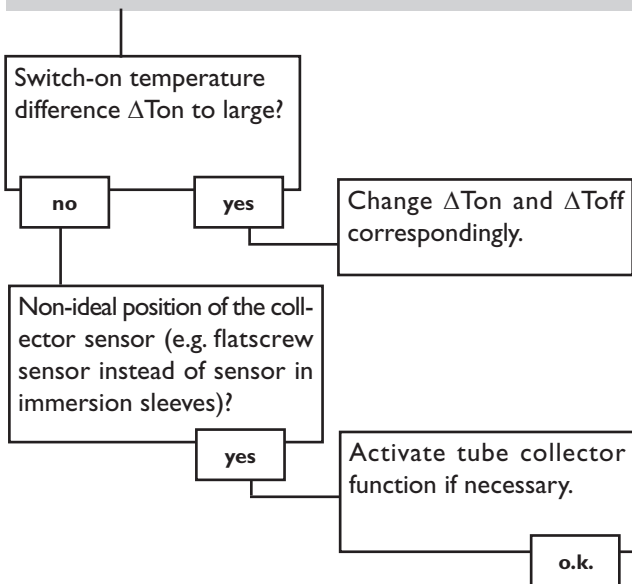 Switch-on temperature
difference ΔTon to large?
no
yes
Change ΔTon and ΔToff
correspondingly.
Non-ideal position of the coll-
ector sensor (e.g. flatscrew
sensor instead of sensor in
immersion sleeves)?
yes
Activate tube collector
function if necessary.
o.k.